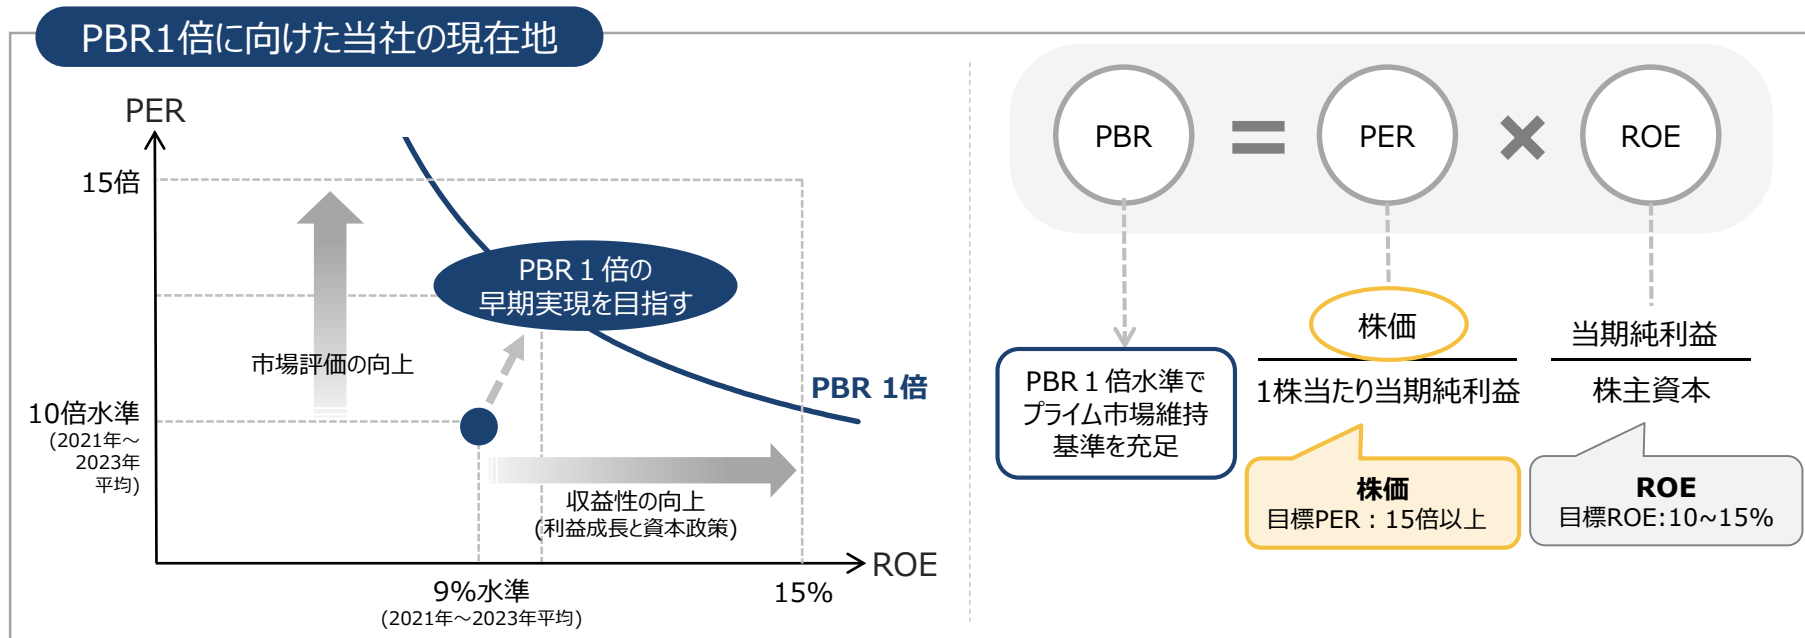 PBR1倍に向けた当社の現在地
PER
15倍
市場評価の向上
10倍水準
(2021年～
2023年
平均)
PBR１倍の
早期実現を目指す
PBR 1倍
収益性の向上
(利益成長と資本政策)
ROE
9%水準
(2021年～2023年平均)
15%
PBR
=
PER
×
ROE
PBR１倍水準で
プライム市場維持
基準を充足
株価
1株当たり当期純利益
当期純利益
株主資本
株価
目標PER：15倍以上
ROE
目標ROE:10~15%